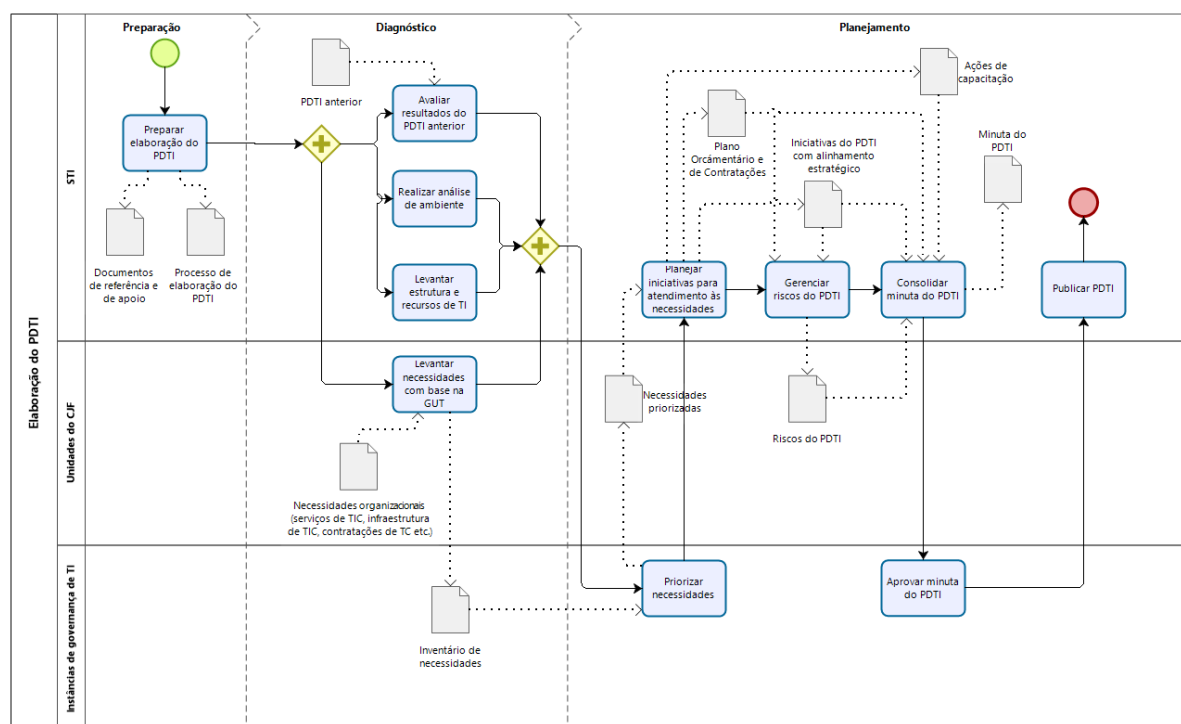 Elaboração do PDTI
Preparação
Diagnóstico
Planejamento
STI
Preparar
elaboração do
PDTI
Documentos
de referência e
de apoio
Processo de
elaboração do
PDTI
PDTI anterior
Avaliar
resultados do
PDTI anterior
Realizar análise
de ambiente
Levantar
estrutura e
recursos de TI
Ações de
capacitação
Plano
Orcámentário e
de Contratações
Iniciativas do PDTI
com alinhamento
estratégico
Minuta do
PDTI
Planejar
iniciativas para
atendimento às
necessidades
Gerenciar
riscos do PDTI
Consolidar
minuta do PDTI
Publicar PDTI
Unidades do CJF
Levantar
necessidades
com base na
GUT
Necessidades organizacionais
(serviços de TIC, infraestrutura
de TIC, contratações de TC etc.)
Necessidades
priorizadas
Riscos do PDTI
Instâncias de governança de TI
Inventário de
necessidades
Priorizar
necessidades
Aprovar minuta
do PDTI